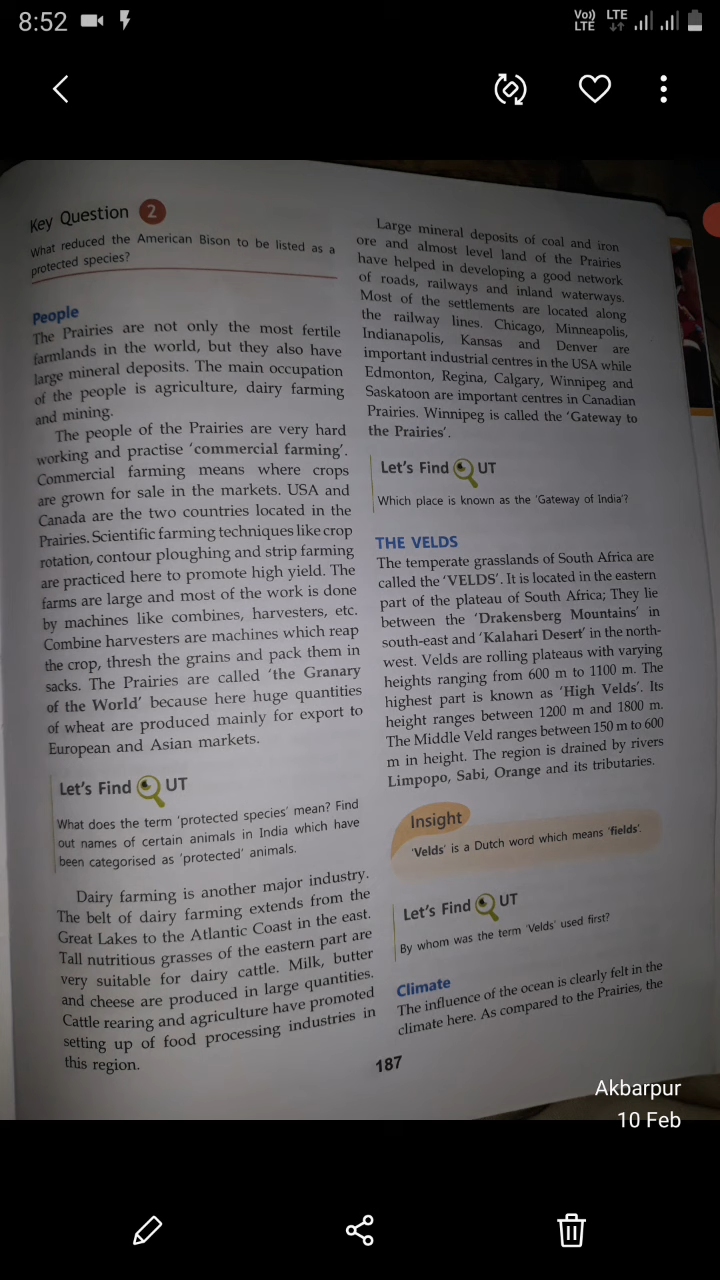 8:52
Vo)) LTE
LTE
Key Question 2
What reduced the American Bison to be listed as a
protected species?
People
The Prairies are not only the most fertile
farmlands in the world, but they also have
large mineral deposits. The main occupation
of the people is agriculture, dairy farming
and mining.
The people of the Prairies are very hard
working and practise 'commercial farming'.
Commercial farming means where crops
are grown for sale in the markets. USA and
Canada are the two countries located in the
Prairies. Scientific farming techniques like crop
rotation, contour ploughing and strip farming
are practiced here to promote high yield. The
farms are large and most of the work is done
by machines like combines, harvesters, etc.
Combine harvesters are machines which reap
the crop, thresh the grains and pack them in
sacks. The Prairies are called 'the Granary
of the World' because here huge quantities
of wheat are produced mainly for export to
European and Asian markets.
Let's Find OUT
What does the term 'protected species' mean? Find
out names of certain animals in India which have
been categorised as 'protected' animals.
Dairy farming is another major industry.
The belt of dairy farming extends from the
Great Lakes to the Atlantic Coast in the east.
Tall nutritious grasses of the eastern part are
very suitable for dairy cattle. Milk, butter
and cheese are produced in large quantities.
Cattle rearing and agriculture have promoted
setting up of food processing industries in
this region.
Large mineral deposits of coal and iron
ore and almost level land of the Prairies
have helped in developing a good network
of roads, railways and inland waterways.
Most of the settlements are located along
the railway lines. Chicago, Minneapolis,
Indianapolis, Kansas and Denver are
important industrial centres in the USA while
Edmonton, Regina, Calgary, Winnipeg and
Saskatoon are important centres in Canadian
Prairies. Winnipeg is called the 'Gateway to
the Prairies'.
Let's Find OUT
Which place is known as the 'Gateway of India'?
THE VELDS
The temperate grasslands of South Africa are
called the 'VELDS'. It is located in the eastern
part of the plateau of South Africa; They lie
between the 'Drakensberg Mountains' in
south-east and 'Kalahari Desert' in the north-
west. Velds are rolling plateaus with varying
heights ranging from 600 m to 1100 m. The
highest part is known as 'High Velds'. Its
height ranges between 1200 m and 1800 m.
The Middle Veld ranges between 150 m to 600
m in height. The region is drained by rivers
Limpopo, Sabi, Orange and its tributaries.
Insight
'Velds' is a Dutch word which means 'fields'.
Let's Find OUT
By whom was the term 'Velds' used first?
Climate
The influence of the ocean is clearly felt in the
climate here. As compared to the Prairies, the
187
Akbarpur
10 Feb